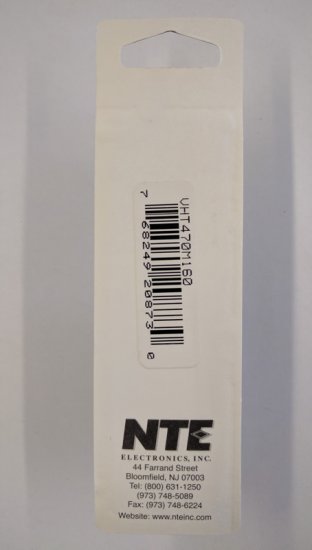 VHT470M160
7 68249 20873 0
NTE
ELECTRONICS, INC.
44 Farrand Street
Bloomfield, NJ 07003
Tel: (800) 631-1250
(973) 748-5089
Fax: (973) 748-6224
Website: www.nteinc.com